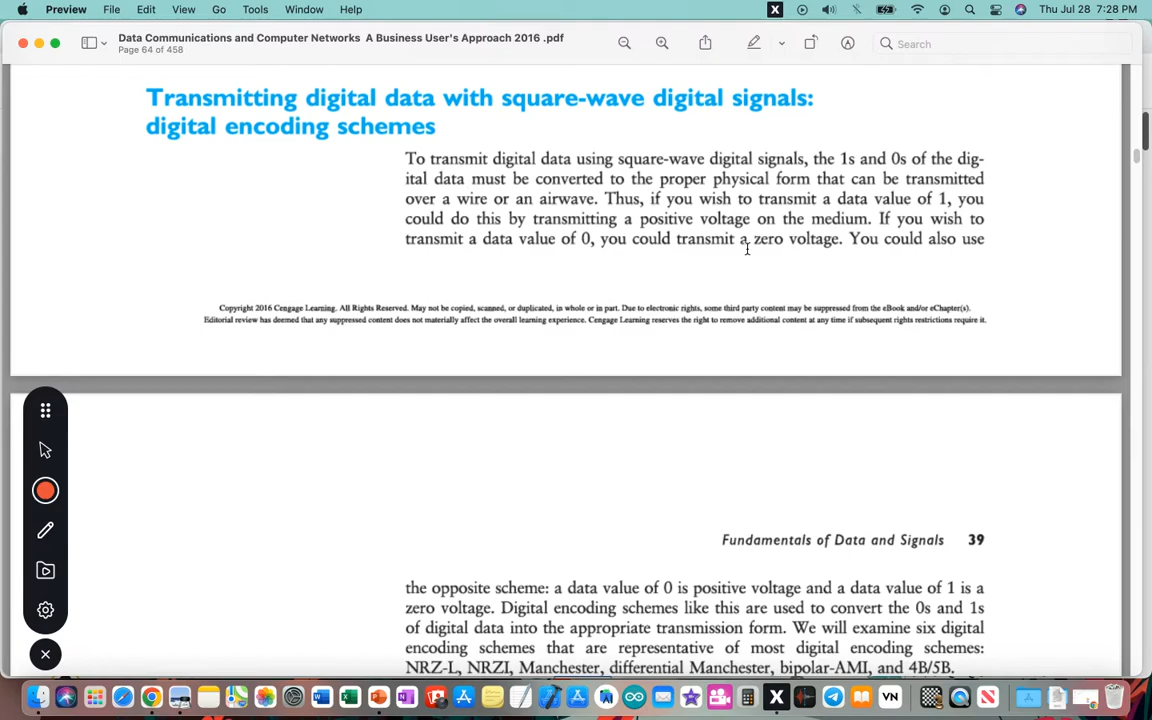 Preview File Edit View Go Tools Window Help X Thu Jul 28 7:28 PM
Data Communications and Computer Networks A Business User's Approach 2016 .pdf
Page 64 of 458
Search
Transmitting digital data with square-wave digital signals:
digital encoding schemes
To transmit digital data using square-wave digital signals, the 1s and 0s of the dig-
ital data must be converted to the proper physical form that can be transmitted
over a wire or an airwave. Thus, if you wish to transmit a data value of 1, you
could do this by transmitting a positive voltage on the medium. If you wish to
transmit a data value of 0, you could transmit a zero voltage. You could also use
Copyright 2016 Cengage Learning. All Rights Reserved. May not be copied, scanned, or duplicated, in whole or in part. Due to electronic rights, some third party content may be suppressed from the eBook and/or eChapter(s).
Editorial review has deemed that any suppressed content does not materially affect the overall learning experience. Cengage Learning reserves the right to remove additional content at any time if subsequent rights restrictions require it.
Fundamentals of Data and Signals 39
the opposite scheme: a data value of 0 is positive voltage and a data value of 1 is a
zero voltage. Digital encoding schemes like this are used to convert the 0s and 1s
of digital data into the appropriate transmission form. We will examine six digital
encoding schemes that are representative of most digital encoding schemes:
NRZ-L, NRZI, Manchester, differential Manchester, bipolar-AMI, and 4B/5B.
W X P N X VN N